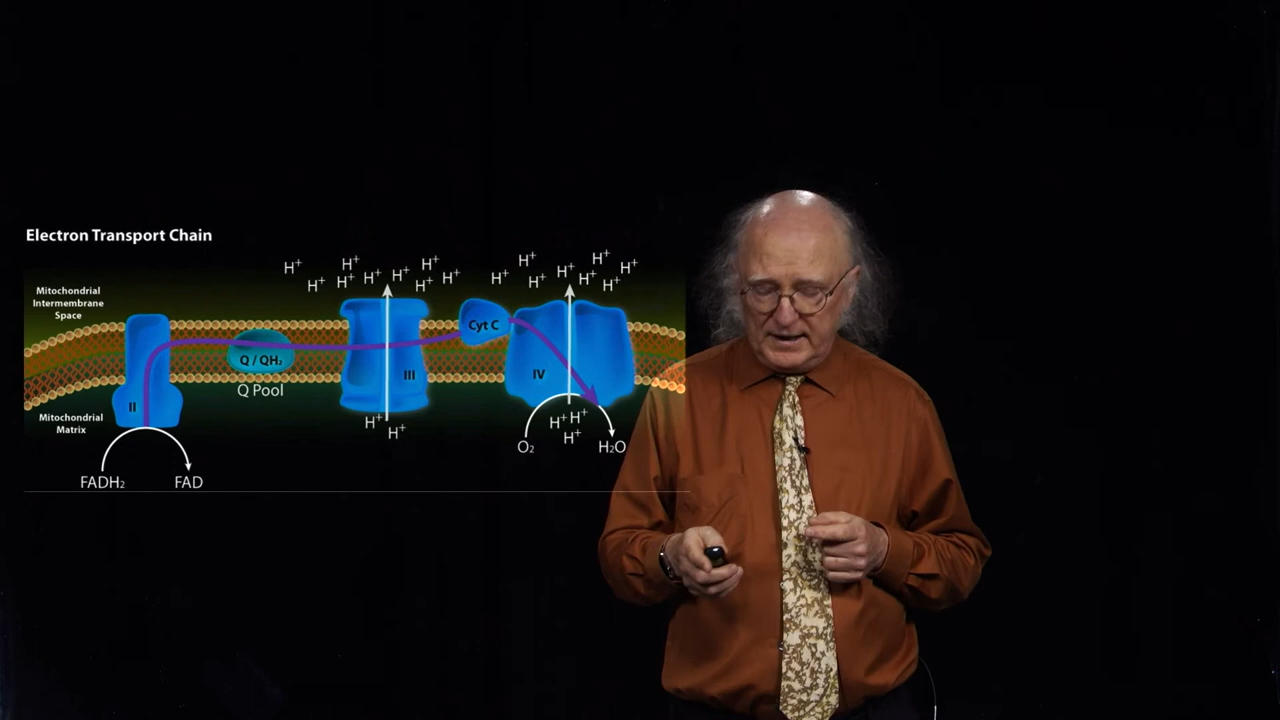 Electron Transport Chain
Mitochondrial
Intermembrane
Space
H⁺ H⁺ H⁺ H⁺ H⁺ H⁺ H⁺ H⁺
H⁺ H⁺ H⁺ H⁺ H⁺ H⁺ H⁺ H⁺
Cyt C
Q / QH₂
III
IV
Q Pool
II
Mitochondrial
Matrix
H⁺
H⁺
H⁺ H⁺
H⁺
O₂
H₂O
FADH₂
FAD